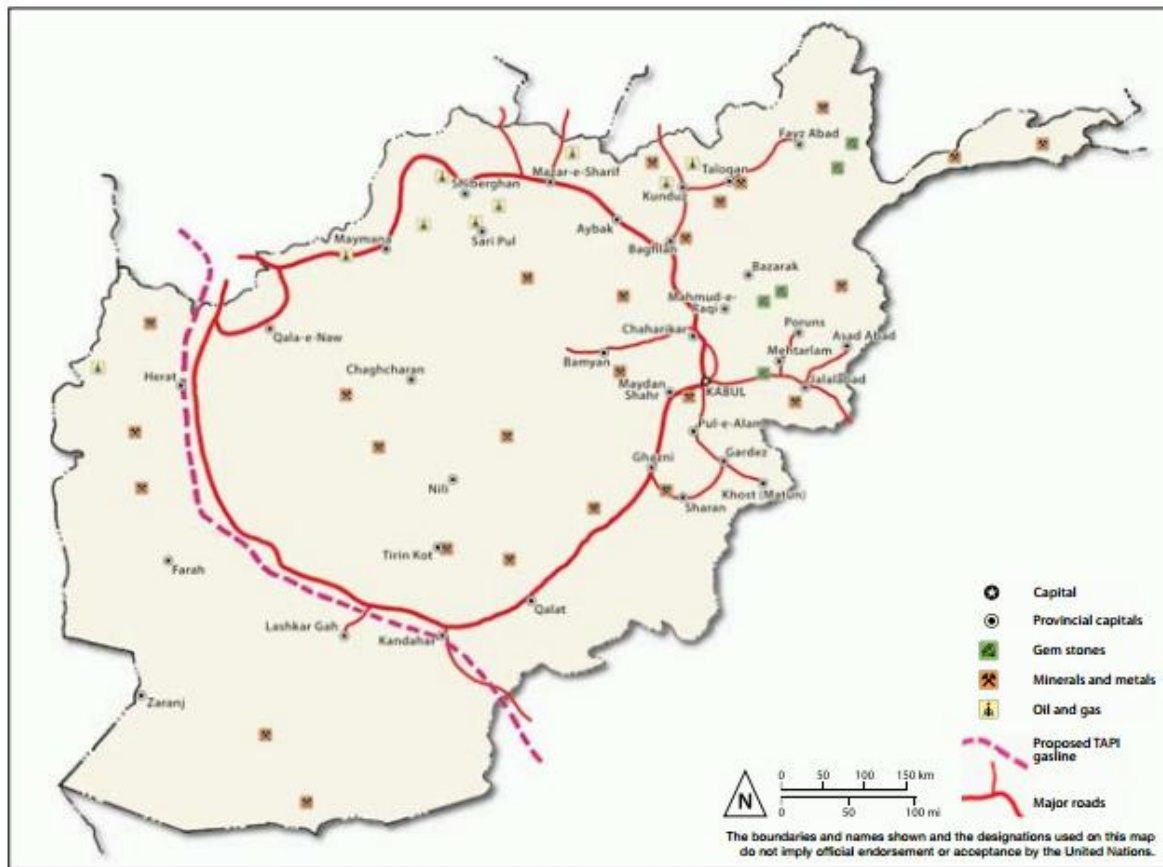 Fayz Abad
Mazar-e-Sharif
Taloqan
Shiberghan
Kunduz
Aybak
Sari Pul
Maymana
Baghlan
Bazarak
Mahmud-e-
Raqi
Qala-e-Naw
Chaharikar
Poruns
Asad Abad
Mehtarlam
Bamyan
Chaghcharan
Herat
Maydan
Shahr
KABUL
Jalalabad
Pul-e-Alam
Gardez
Ghazni
Nili
Khost (Matun)
Sharan
Tirin Kot
Farah
Qalat
Lashkar Gah
Kandahar
Zaranj
Capital
Provincial capitals
Gem stones
Minerals and metals
Oil and gas
Proposed TAPI
gasline
Major roads
N
0 50 100 150 km
0 50 100 mi
The boundaries and names shown and the designations used on this map
do not imply official endorsement or acceptance by the United Nations.